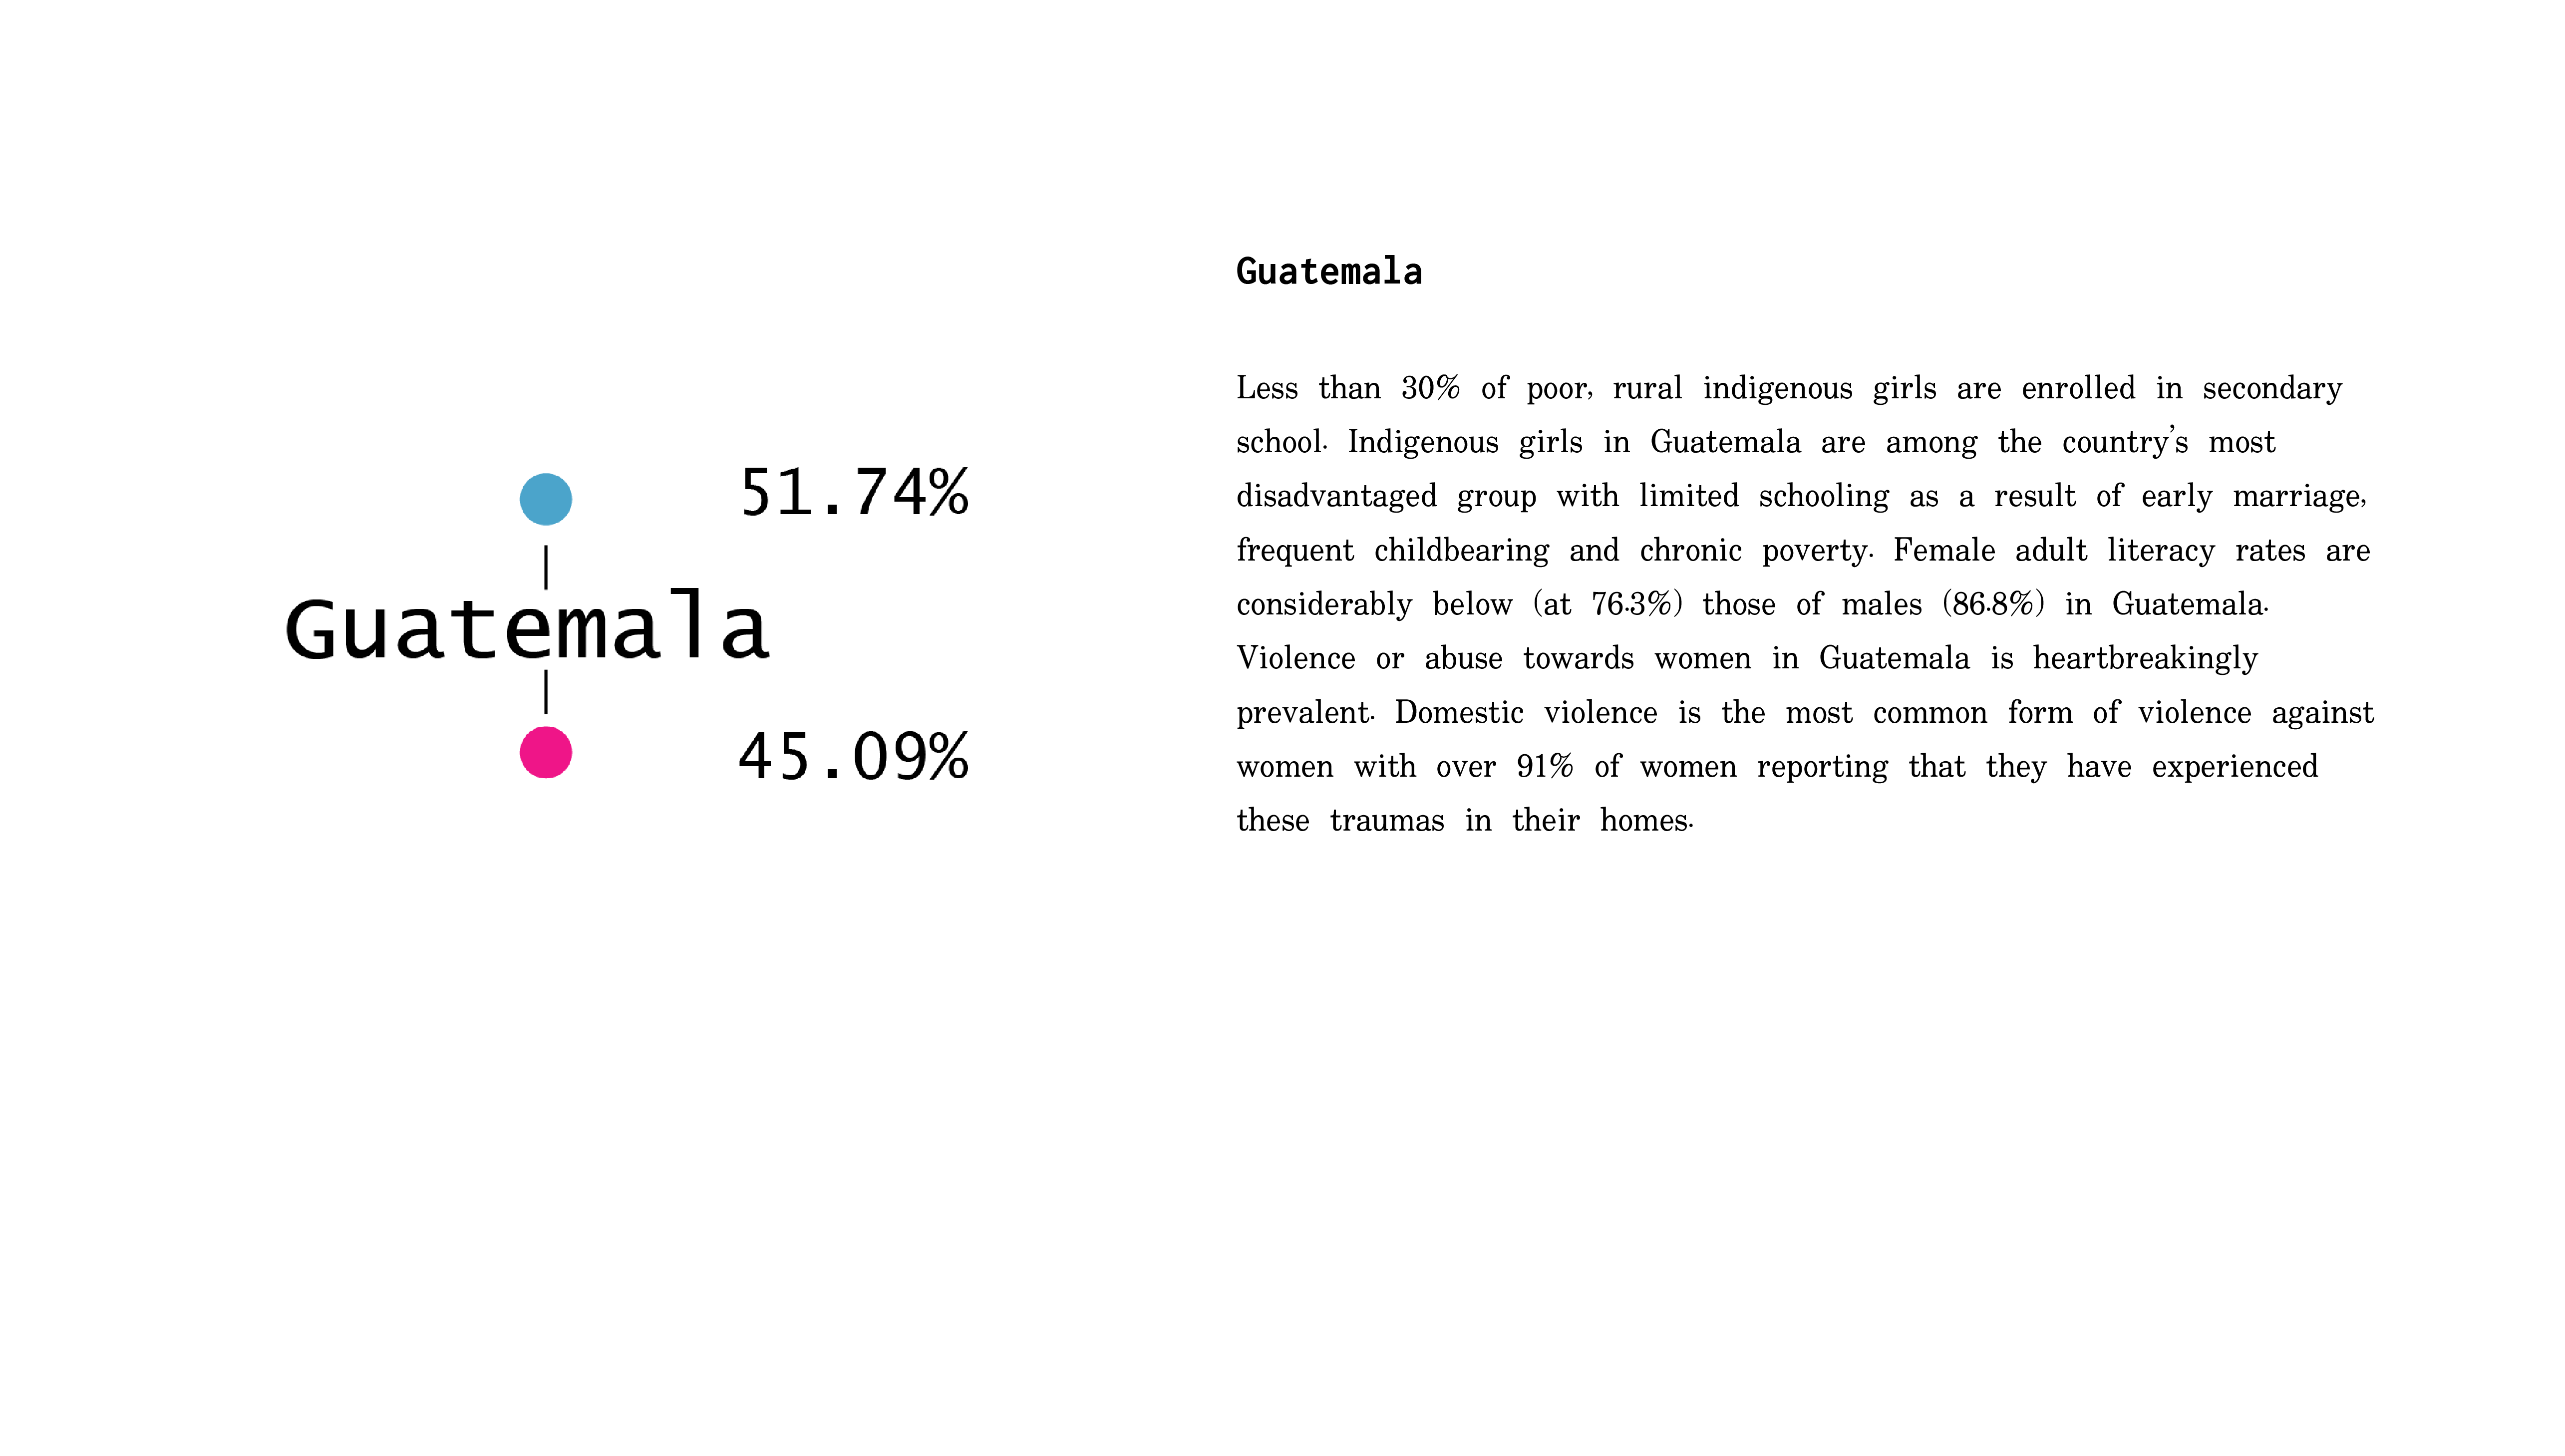 51.74%
Guatemala
45.09%
Guatemala
Less than 30% of poor, rural indigenous girls are enrolled in secondary
school. Indigenous girls in Guatemala are among the country's most
disadvantaged group with limited schooling as a result of early marriage,
frequent childbearing and chronic poverty. Female adult literacy rates are
considerably below (at 76.3%) those of males (86.8%) in Guatemala.
Violence or abuse towards women in Guatemala is heartbreakingly
prevalent. Domestic violence is the most common form of violence against
women with over 91% of women reporting that they have experienced
these traumas in their homes.